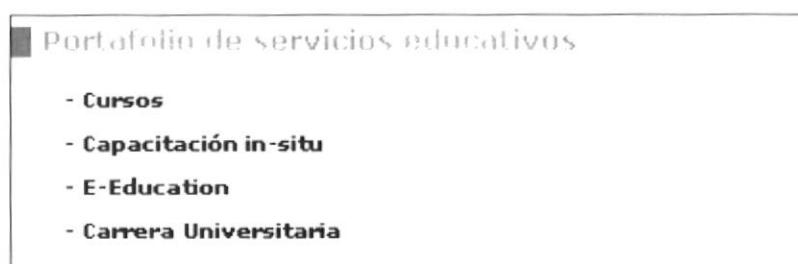 Portafolio de servicios educativos
- Cursos
- Capacitación in-situ
- E-Education
- Carrera Universitaria